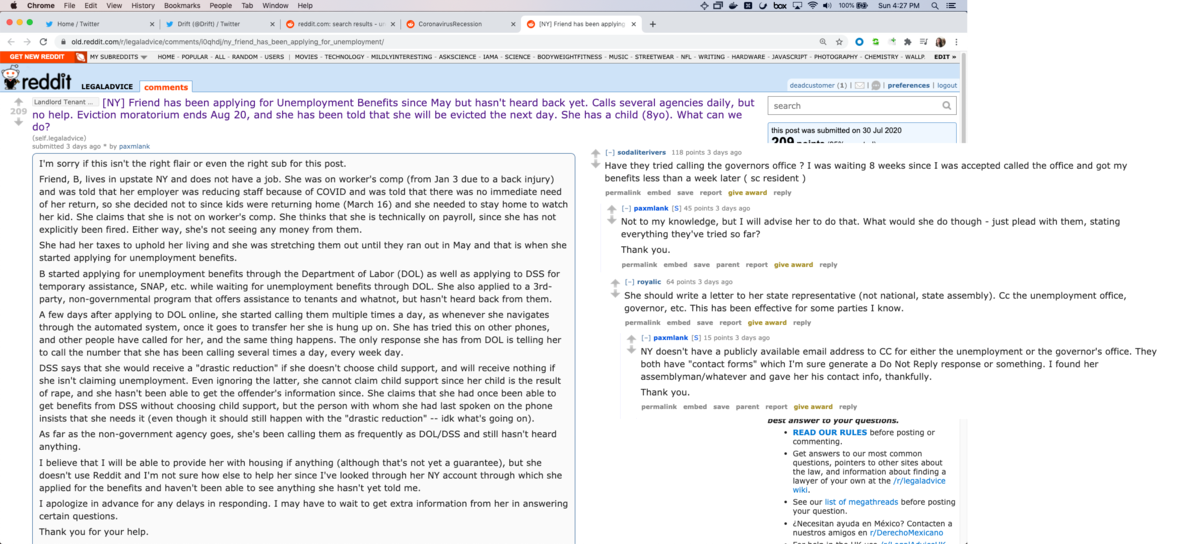 Chrome File Edit View History Bookmarks People Tab Window Help
box 100% Sun 4:27 PM
Home / Twitter
Drift (@Drift) / Twitter
reddit.com: search results – un
CoronavirusRecession
[NY] Friend has been applying
old.reddit.com/r/legaladvice/comments/i0qhdj/ny_friend_has_been_applying_for_unemployment/
GET NEW REDDIT MY SUBREDDITS HOME - POPULAR - ALL - RANDOM - USERS | MOVIES - TECHNOLOGY - MILDLYINTERESTING - ASKSCIENCE - IAMA - SCIENCE - BODYWEIGHTFITNESS - MUSIC - STREETWEAR - NFL - WRITING - HARDWARE - JAVASCRIPT - PHOTOGRAPHY - CHEMISTRY - WALLP. EDIT »
reddit LEGALADVICE comments
deadcustomer (1) | | | preferences | logout
209
Landlord Tenant ... [NY] Friend has been applying for Unemployment Benefits since May but hasn't heard back yet. Calls several agencies daily, but
no help. Eviction moratorium ends Aug 20, and she has been told that she will be evicted the next day. She has a child (8yo). What can we
do?
(self.legaladvice)
submitted 3 days ago * by paxmlank
I'm sorry if this isn't the right flair or even the right sub for this post.
Friend, B, lives in upstate NY and does not have a job. She was on worker's comp (from Jan 3 due to a back injury)
and was told that her employer was reducing staff because of COVID and was told that there was no immediate need
of her return, so she decided not to since kids were returning home (March 16) and she needed to stay home to watch
her kid. She claims that she is not on worker's comp. She thinks that she is technically on payroll, since she has not
explicitly been fired. Either way, she's not seeing any money from them.
She had her taxes to uphold her living and she was stretching them out until they ran out in May and that is when she
started applying for unemployment benefits.
B started applying for unemployment benefits through the Department of Labor (DOL) as well as applying to DSS for
temporary assistance, SNAP, etc. while waiting for unemployment benefits through DOL. She also applied to a 3rd-
party, non-governmental program that offers assistance to tenants and whatnot, but hasn't heard back from them.
A few days after applying to DOL online, she started calling them multiple times a day, as whenever she navigates
through the automated system, once it goes to transfer her she is hung up on. She has tried this on other phones,
and other people have called for her, and the same thing happens. The only response she has from DOL is telling her
to call the number that she has been calling several times a day, every week day.
DSS says that she would receive a "drastic reduction" if she doesn't choose child support, and will receive nothing if
she isn't claiming unemployment. Even ignoring the latter, she cannot claim child support since her child is the result
of rape, and she hasn't been able to get the offender's information since. She claims that she had once been able to
get benefits from DSS without choosing child support, but the person with whom she had last spoken on the phone
insists that she needs it (even though it should still happen with the "drastic reduction" -- idk what's going on).
As far as the non-government agency goes, she's been calling them as frequently as DOL/DSS and still hasn't heard
anything.
I believe that I will be able to provide her with housing if anything (although that's not yet a guarantee), but she
doesn't use Reddit and I'm not sure how else to help her since I've looked through her NY account through which she
applied for the benefits and haven't been able to see anything she hasn't yet told me.
I apologize in advance for any delays in responding. I may have to wait to get extra information from her in answering
certain questions.
Thank you for your help.
search
this post was submitted on 30 Jul 2020
[-] sodaliterivers 118 points 3 days ago
Have they tried calling the governors office ? I was waiting 8 weeks since I was accepted called the office and got my
benefits less than a week later ( sc resident )
permalink embed save report give award reply
[-] paxmlank [S] 45 points 3 days ago
Not to my knowledge, but I will advise her to do that. What would she do though - just plead with them, stating
everything they've tried so far?
Thank you.
permalink embed save parent report give award reply
[-] royalic 64 points 3 days ago
She should write a letter to her state representative (not national, state assembly). Cc the unemployment office,
governor, etc. This has been effective for some parties I know.
permalink embed save report give award reply
[-] paxmlank [S] 15 points 3 days ago
NY doesn't have a publicly available email address to CC for either the unemployment or the governor's office. They
both have "contact forms" which I'm sure generate a Do Not Reply response or something. I found her
assemblyman/whatever and gave her his contact info, thankfully.
Thank you.
permalink embed save parent report give award reply
best answer to your questions.
• READ OUR RULES before posting or
commenting.
• Get answers to our most common
questions, pointers to other sites about
the law, and information about finding a
lawyer of your own at the /r/legaladvice
wiki.
• See our list of megathreads before
posting your question.
• ¿Necesitan ayuda en México? Contacten a
nuestros amigos en r/DerechoMexicano